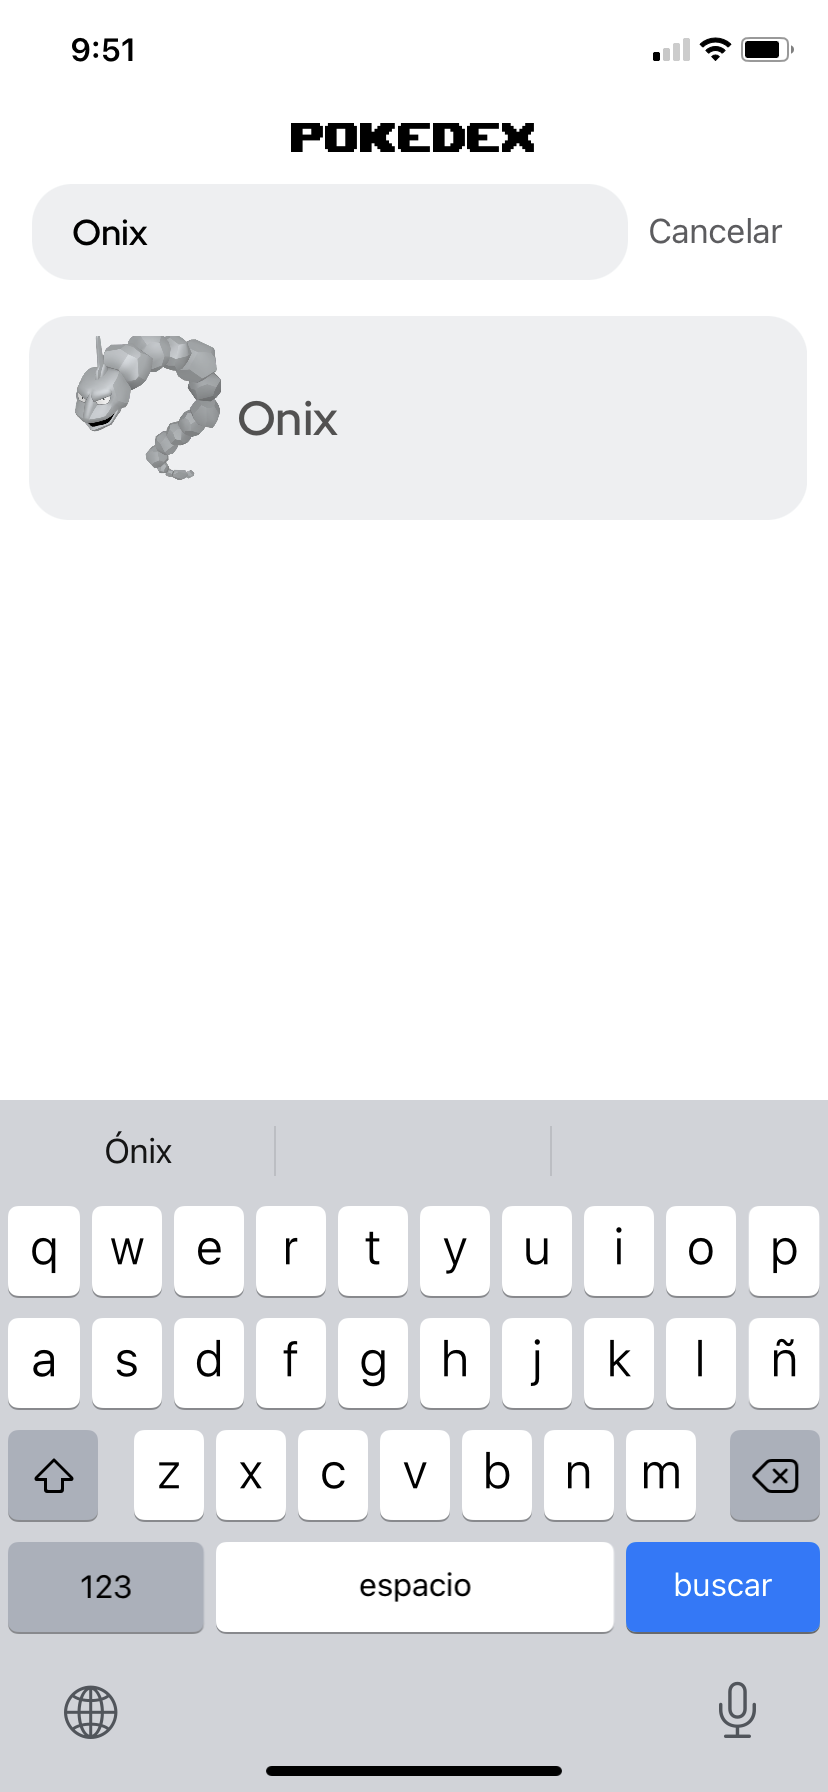 9:51
POKEDEX
Onix Cancelar
Onix
Ónix
q w e r t y u i o p
a s d f g h j k l ñ
z x c v b n m
123 espacio buscar